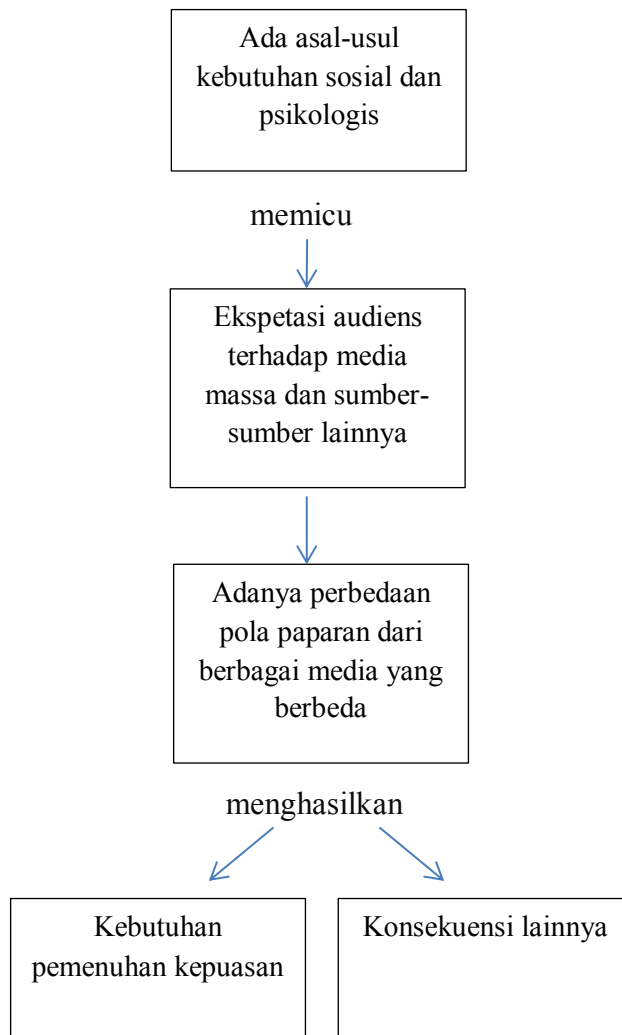 Ada asal-usul
kebutuhan sosial dan
psikologis
memicu
Ekspetasi audiens
terhadap media
massa dan sumber-
sumber lainnya
Adanya perbedaan
pola paparan dari
berbagai media yang
berbeda
menghasilkan
Kebutuhan
pemenuhan kepuasan
Konsekuensi lainnya